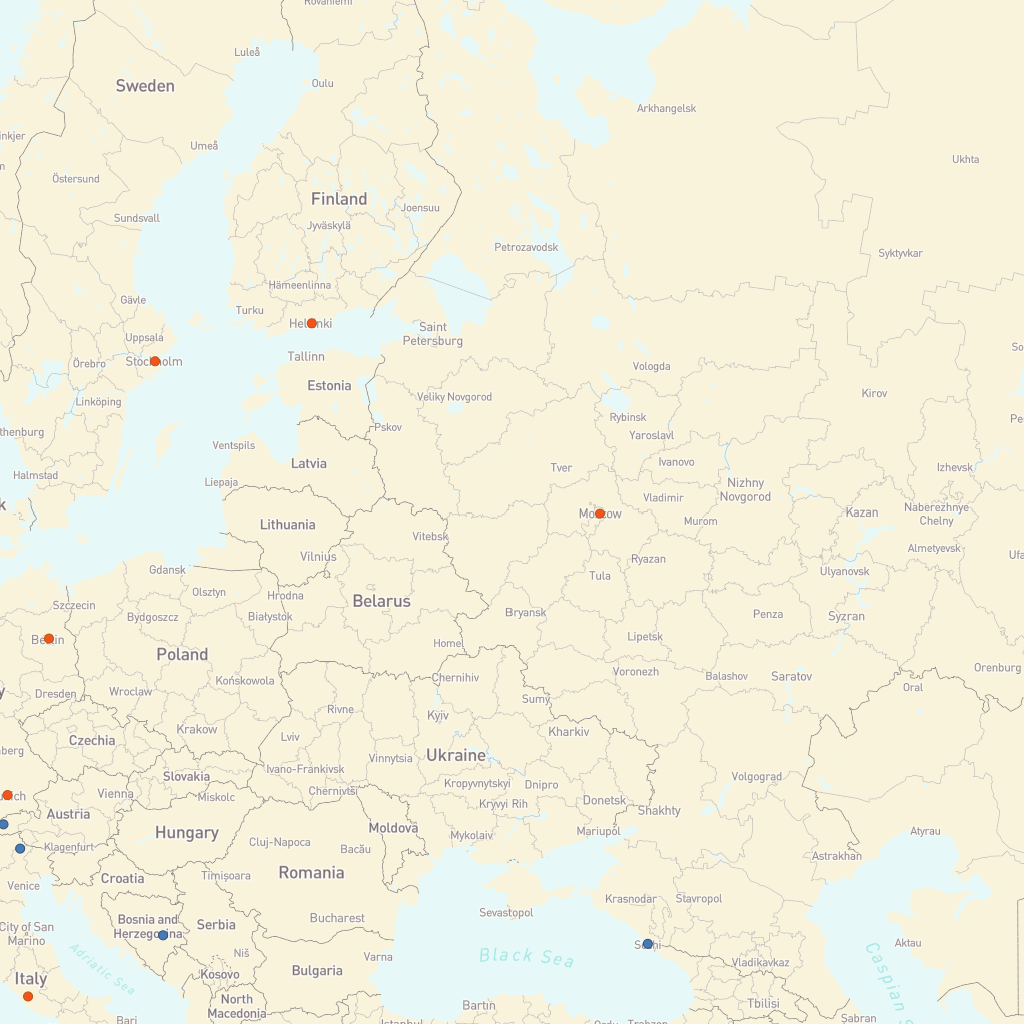 Rovaniemi
Luleå
Oulu
Sweden
Arkhangelsk
Umeå
Ukhta
Östersund
Finland
Joensuu
Sundsvall
Jyväskylä
Petrozavodsk
Syktyvkar
Hämeenlinna
Gävle
Turku
Helsinki
Saint
Petersburg
Uppsala
Tallinn
Örebro
Stockholm
Vologda
Estonia
Kirov
Linköping
Veliky Novgorod
Rybinsk
Pskov
Yaroslavl
Ventspils
Latvia
Ivanovo
Tver
Izhevsk
Halmstad
Liepaja
Nizhny
Novgorod
Vladimir
Moscow
Kazan
Naberezhnye
Chelny
Lithuania
Murom
Vitebsk
Almetyevsk
Vilnius
Ryazan
Gdansk
Tula
Ulyanovsk
Olsztyn
Hrodna
Szczecin
Belarus
Bydgoszcz
Białystok
Bryansk
Penza
Syzran
Berlin
Lipetsk
Homel
Poland
Orenburg
Voronezh
Balashov
Saratov
Chernihiv
Końskowola
Oral
Dresden
Wroclaw
Sumy
Rivne
Kyiv
Krakow
Kharkiv
Lviv
Czechia
Ukraine
Vinnytsia
Ivano-Frankivsk
Slovakia
Volgograd
Kropyvnytskyi
Dnipro
Chernivtsi
Vienna
Miskolc
Donetsk
Kryvyi Rih
Shakhty
Austria
Moldova
Hungary
Mykolaiv
Mariupol
Atyrau
Cluj-Napoca
Klagenfurt
Bacău
Astrakhan
Romania
Timișoara
Croatia
Venice
Krasnodar
Stavropol
Sevastopol
Bosnia and
Herzegovina
Bucharest
Serbia
City of San
Marino
Sochi
Aktau
Niš
Varna
Black Sea
Vladikavkaz
Adriatic Sea
Kosovo
Bulgaria
Italy
Caspian S
North
Macedonia
Bartın
Tbilisi
Bari
Istanbul
Ordu
Trabzon
Sabran